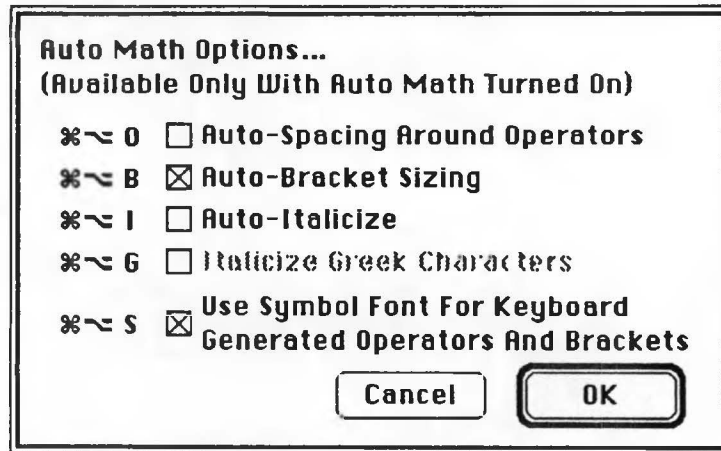 Auto Math Options...
(Available Only With Auto Math Turned On)
⌘⌥ O Auto-Spacing Around Operators
⌘⌥ B Auto-Bracket Sizing
⌘⌥ I Auto-Italicize
⌘⌥ G Italicize Greek Characters
⌘⌥ S Use Symbol Font For Keyboard
Generated Operators And Brackets
Cancel OK